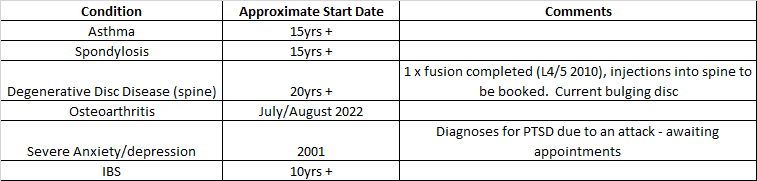 Condition Approximate Start Date Comments
Asthma 15yrs +
Spondylosis 15yrs +
Degenerative Disc Disease (spine) 20yrs + 1 x fusion completed (L4/5 2010), injections into spine to
be booked. Current bulging disc
Osteoarthritis July/August 2022
Severe Anxiety/depression 2001 Diagnoses for PTSD due to an attack - awaiting
appointments
IBS 10yrs +